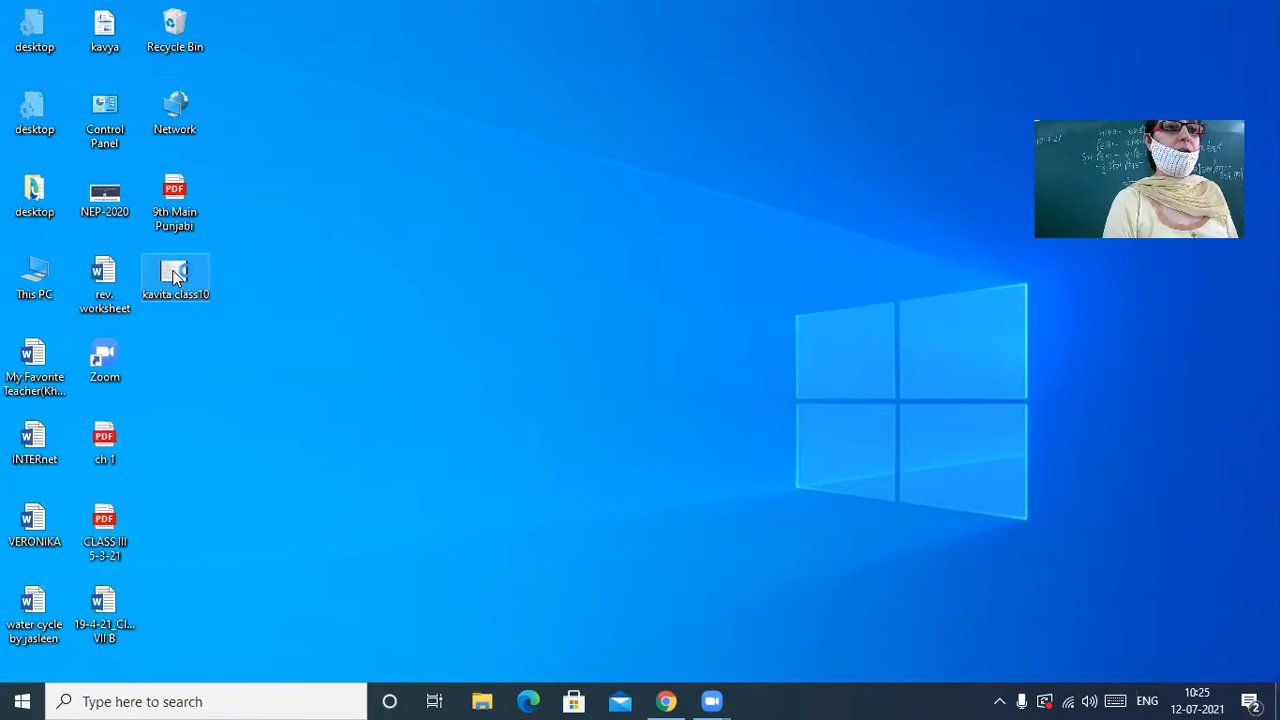 desktop
kavya
Recycle Bin
desktop
Control
Panel
Network
desktop
NEP-2020
PDF
9th Main
Punjabi
This PC
rev.
worksheet
kavita class10
My Favorite
Teacher(Kh...
Zoom
INTERnet
PDF
ch 1
VERONIKA
PDF
CLASS III
5-3-21
water cycle
by jasleen
19-4-21_Cl...
VII B
Type here to search
ENG
10:25
12-07-2021
2